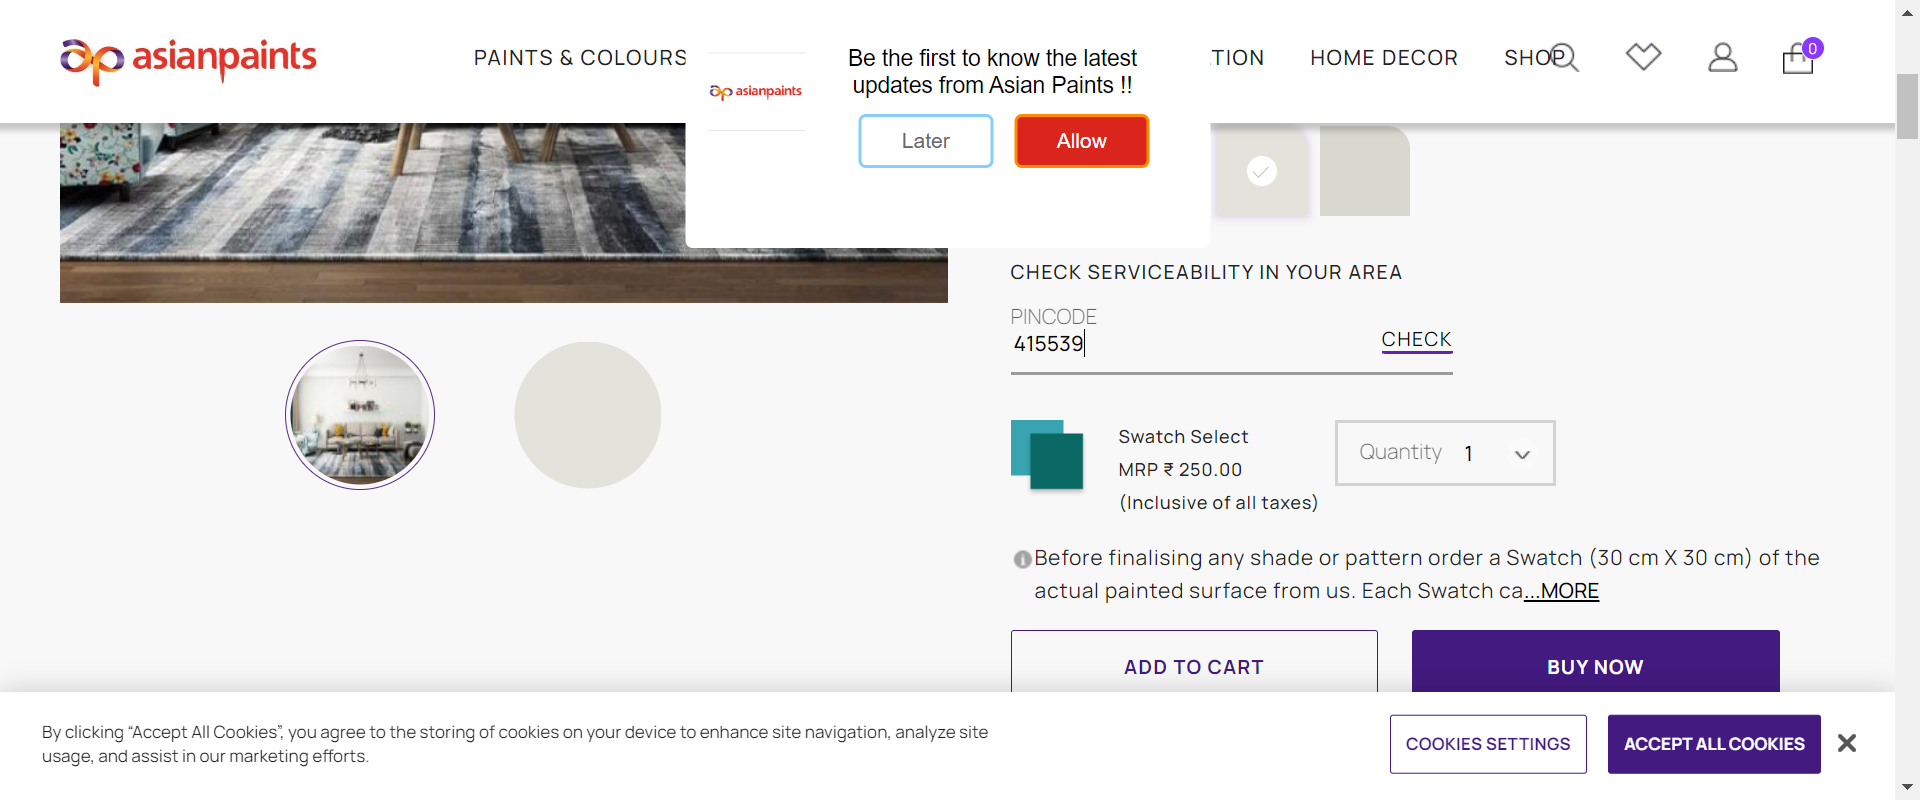 asianpaints
PAINTS & COLOURS
TION
HOME DECOR
SHOP
0
asianpaints
Be the first to know the latest
updates from Asian Paints !!
Later
Allow
CHECK SERVICEABILITY IN YOUR AREA
PINCODE
415539
CHECK
Swatch Select
MRP ₹ 250.00
(Inclusive of all taxes)
Quantity 1
Before finalising any shade or pattern order a Swatch (30 cm X 30 cm) of the
actual painted surface from us. Each Swatch ca...MORE
ADD TO CART
BUY NOW
By clicking “Accept All Cookies”, you agree to the storing of cookies on your device to enhance site navigation, analyze site
usage, and assist in our marketing efforts.
COOKIES SETTINGS
ACCEPT ALL COOKIES